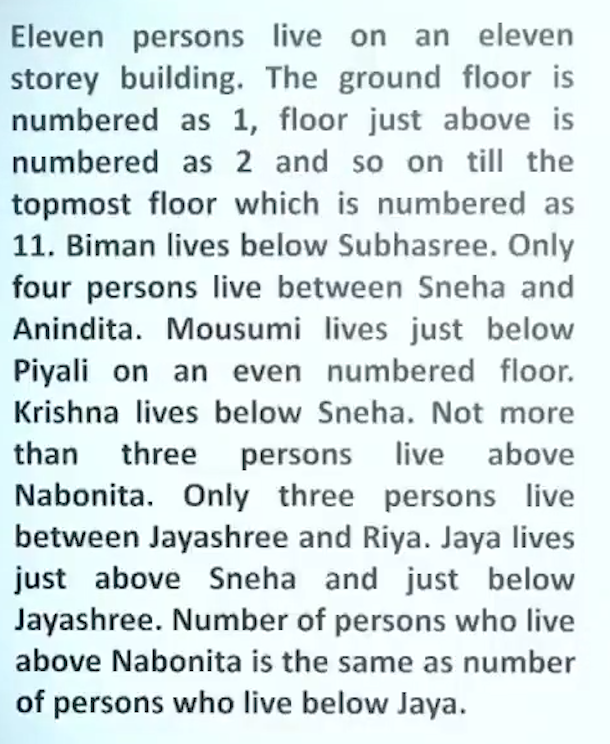 Eleven persons live on an eleven
storey building. The ground floor is
numbered as 1, floor just above is
numbered as 2 and so on till the
topmost floor which is numbered as
11. Biman lives below Subhasree. Only
four persons live between Sneha and
Anindita. Mousumi lives just below
Piyali on an even numbered floor.
Krishna lives below Sneha. Not more
than three persons live above
Nabonita. Only three persons live
between Jayashree and Riya. Jaya lives
just above Sneha and just below
Jayashree. Number of persons who live
above Nabonita is the same as number
of persons who live below Jaya.